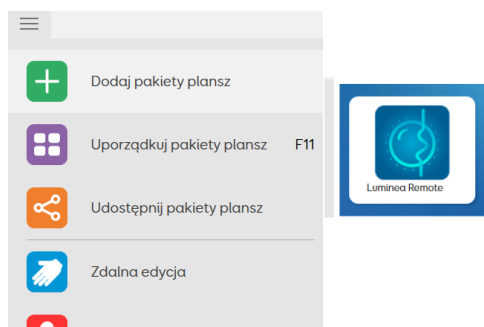 Dodaj pakiety plansz
Uporządkuj pakiety plansz F11
Udostępnij pakiety plansz
Zdalna edycja
Luminea Remote